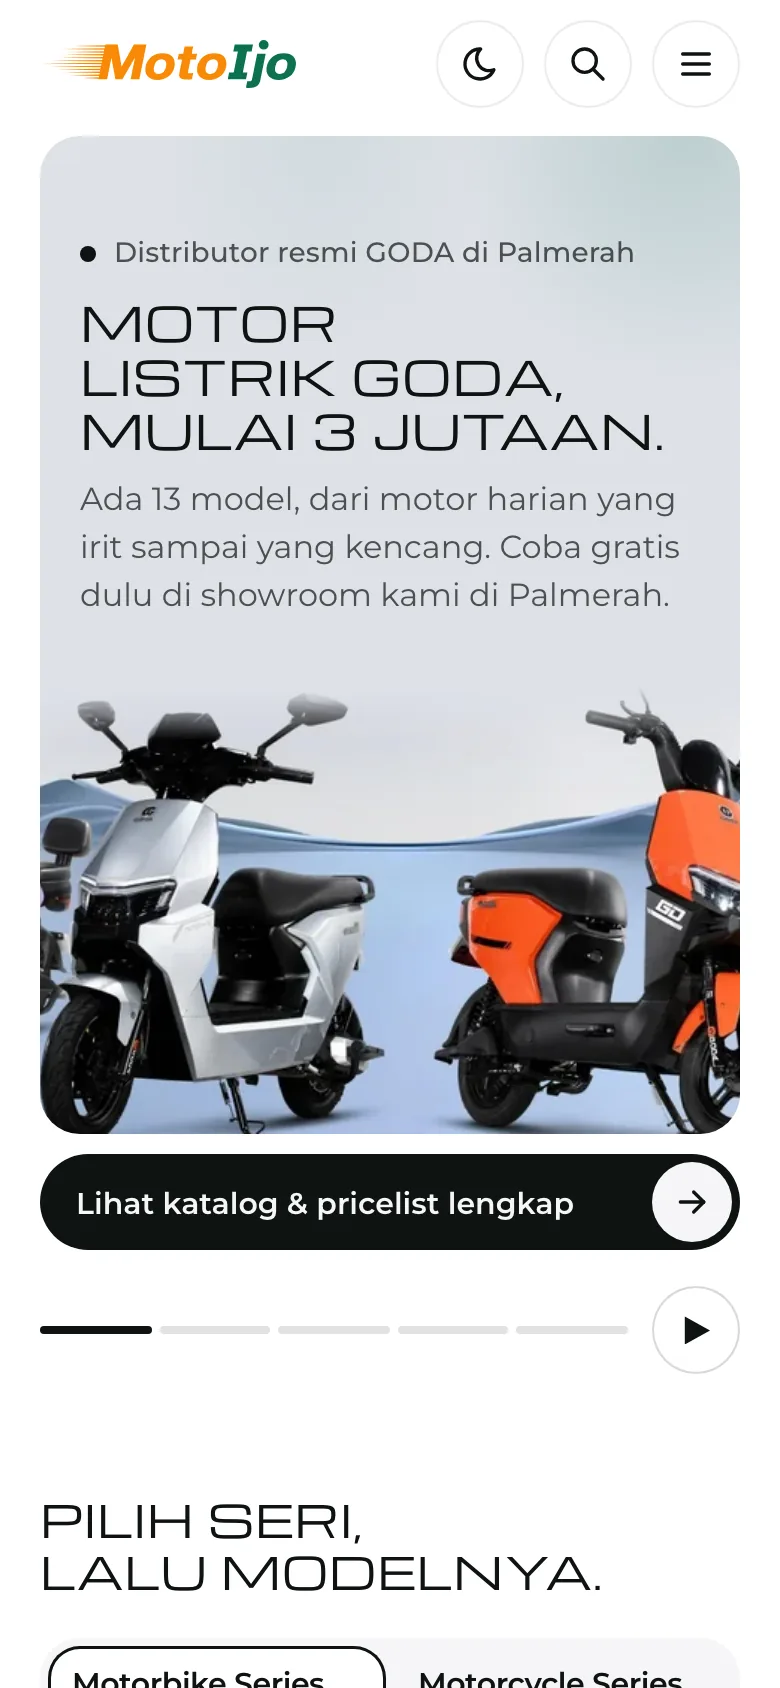 MotoIjo
Distributor resmi GODA di Palmerah
MOTOR
LISTRIK GODA,
MULAI 3 JUTAAN.
Ada 13 model, dari motor harian yang
irit sampai yang kencang. Coba gratis
dulu di showroom kami di Palmerah.
GD
Lihat katalog & pricelist lengkap
PILIH SERI,
LALU MODELNYA.
Motorbike Series
Motorcycle Series